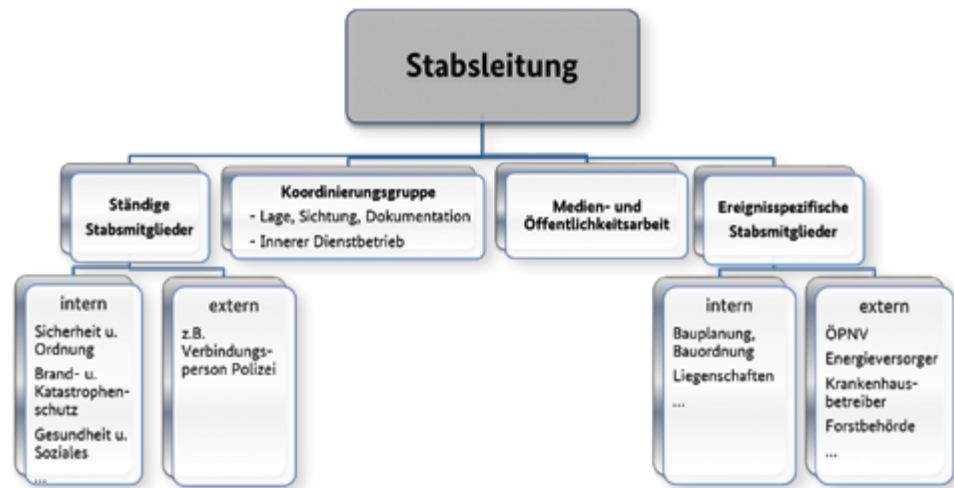 Stabsleitung
Ständige
Stabsmitglieder
Koordinierungsgruppe
- Lage, Sichtung, Dokumentation
- Innerer Dienstbetrieb
Medien- und
Öffentlichkeitsarbeit
Ereignisspezifische
Stabsmitglieder
intern
Sicherheit u.
Ordnung
Brand- u.
Katastrophen-
schutz
Gesundheit u.
Soziales
...
extern
z.B.
Verbindungs-
person Polizei
intern
Bauplanung,
Bauordnung
Liegenschaften
...
extern
ÖPNV
Energieversorger
Krankenhaus-
betreiber
Forstbehörde
...